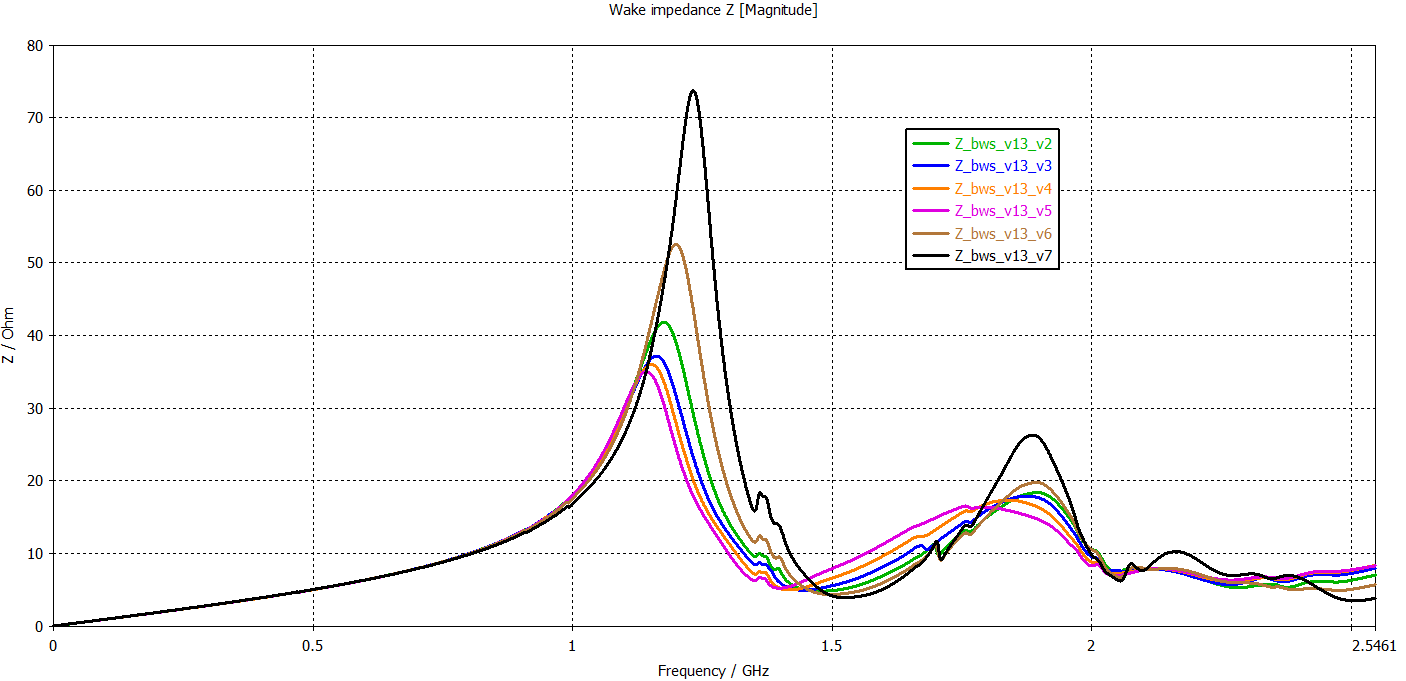 Wake impedance Z [Magnitude]
80
70
60
50
40
30
20
10
0
Z / Ohm
Z_bws_v13_v2
Z_bws_v13_v3
Z_bws_v13_v4
Z_bws_v13_v5
Z_bws_v13_v6
Z_bws_v13_v7
0 0.5 1 1.5 2 2.5461
Frequency / GHz